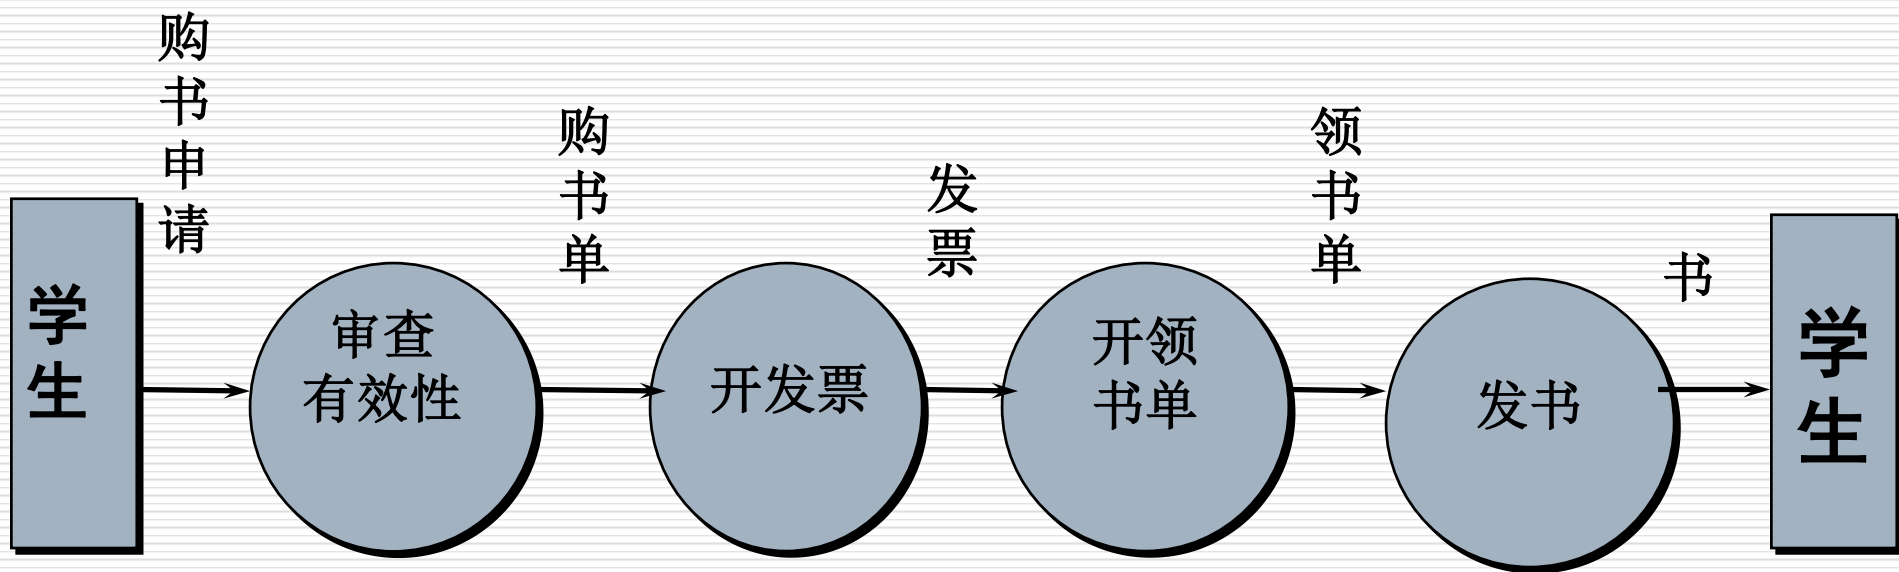 学生
购书申请
审查
有效性
购书单
开发票
发票
开领
书单
领书单
发书
书
学生